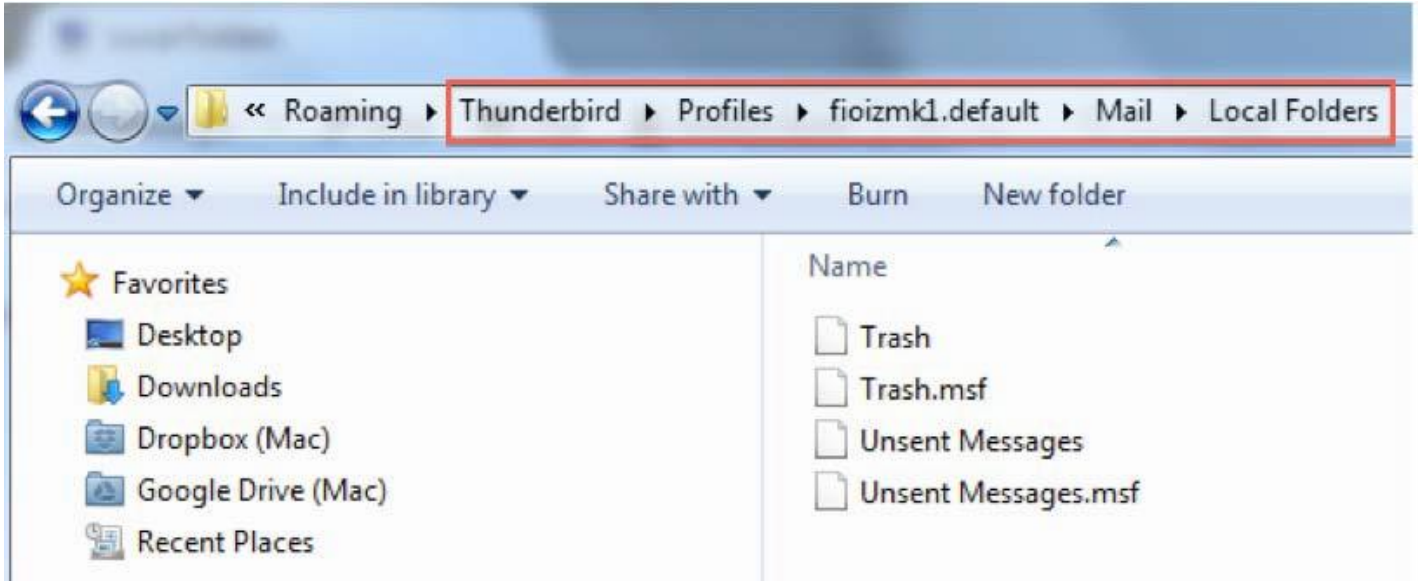 « Roaming ▸ Thunderbird ▸ Profiles ▸ fioizmk1.default ▸ Mail ▸ Local Folders
Organize ▾ Include in library ▾ Share with ▾ Burn New folder
Favorites
Desktop
Downloads
Dropbox (Mac)
Google Drive (Mac)
Recent Places
Name
Trash
Trash.msf
Unsent Messages
Unsent Messages.msf